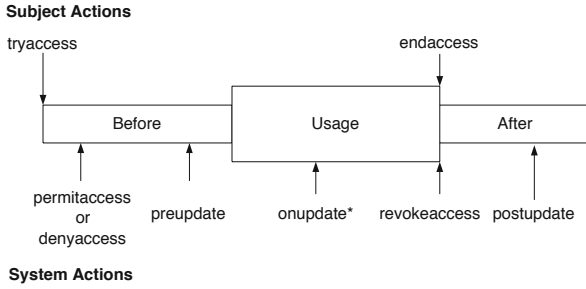 Subject Actions
tryaccess
endaccess
Before
Usage
After
permitaccess
or
denyaccess
preupdate
onupdate*
revokeaccess
postupdate
System Actions